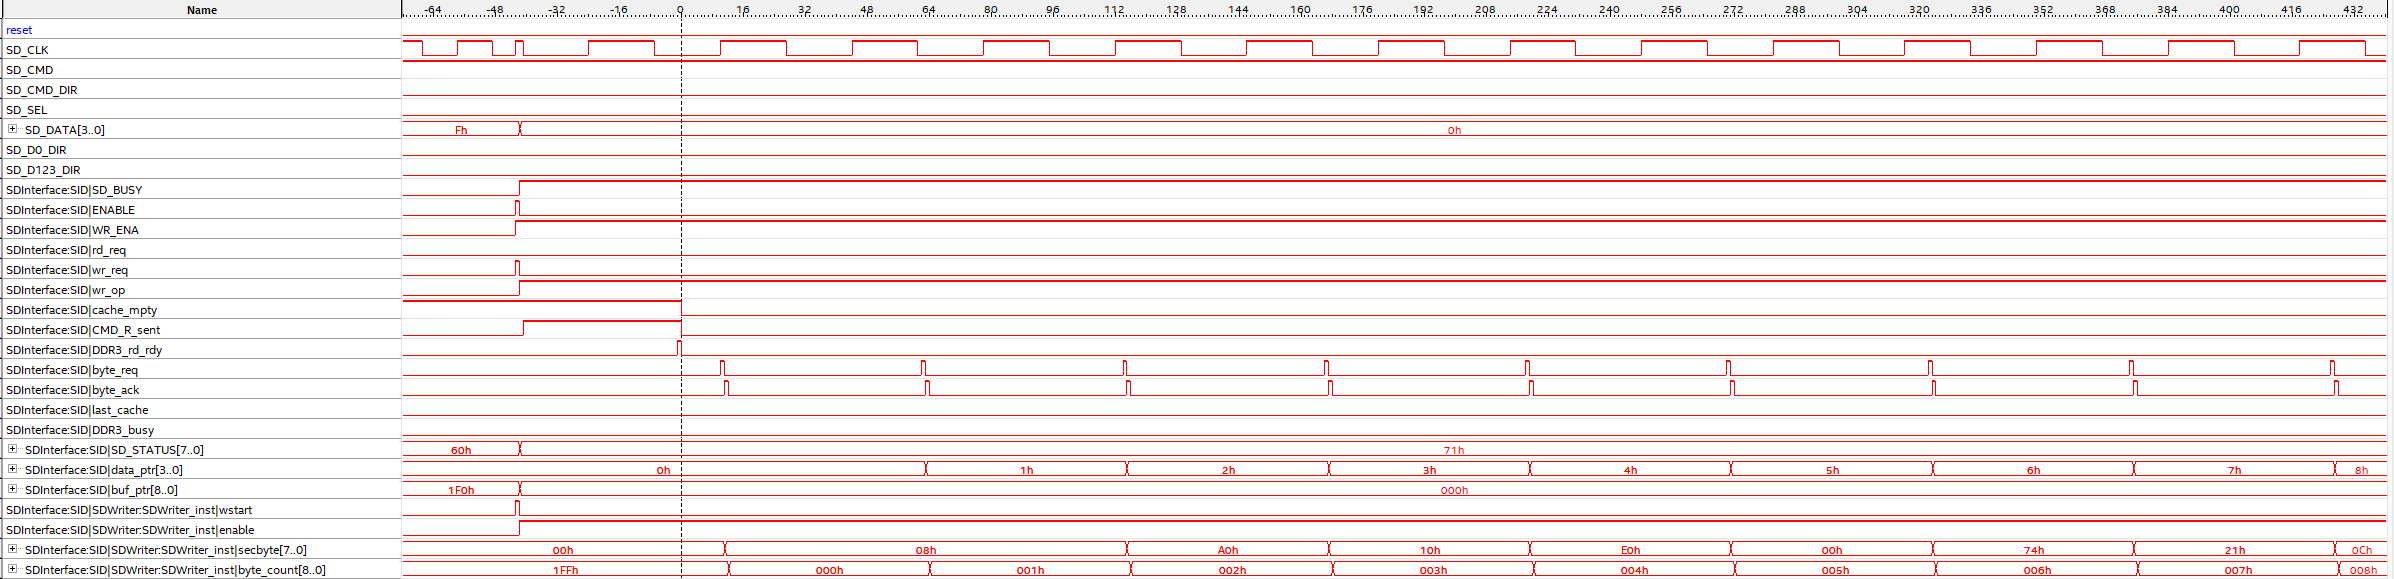 Name -64 -48 -32 -16 0 16 32 48 64 80 96 112 128 144 160 176 192 208 224 240 256 272 288 304 320 336 352 368 384 400 416 432
reset
SD_CLK
SD_CMD
SD_CMD_DIR
SD_SEL
SD_DATA[3..0] Fh 0h
SD_D0_DIR
SD_D123_DIR
SDInterface:SID|SD_BUSY
SDInterface:SID|ENABLE
SDInterface:SID|WR_ENA
SDInterface:SID|rd_req
SDInterface:SID|wr_req
SDInterface:SID|wr_op
SDInterface:SID|cache_mpty
SDInterface:SID|CMD_R_sent
SDInterface:SID|DDR3_rd_rdy
SDInterface:SID|byte_req
SDInterface:SID|byte_ack
SDInterface:SID|last_cache
SDInterface:SID|DDR3_busy
SDInterface:SID|SD_STATUS[7..0] 60h 71h
SDInterface:SID|data_ptr[3..0] 0h 1h 2h 3h 4h 5h 6h 7h 8h
SDInterface:SID|buf_ptr[8..0] 1F0h 000h
SDInterface:SID|SDWriter:SDWriter_inst|wstart
SDInterface:SID|SDWriter:SDWriter_inst|enable
SDInterface:SID|SDWriter:SDWriter_inst|secbyte[7..0] 00h 08h A0h 10h E0h 00h 74h 21h 0Ch
SDInterface:SID|SDWriter:SDWriter_inst|byte_count[8..0] 1FFh 000h 001h 002h 003h 004h 005h 006h 007h 008h